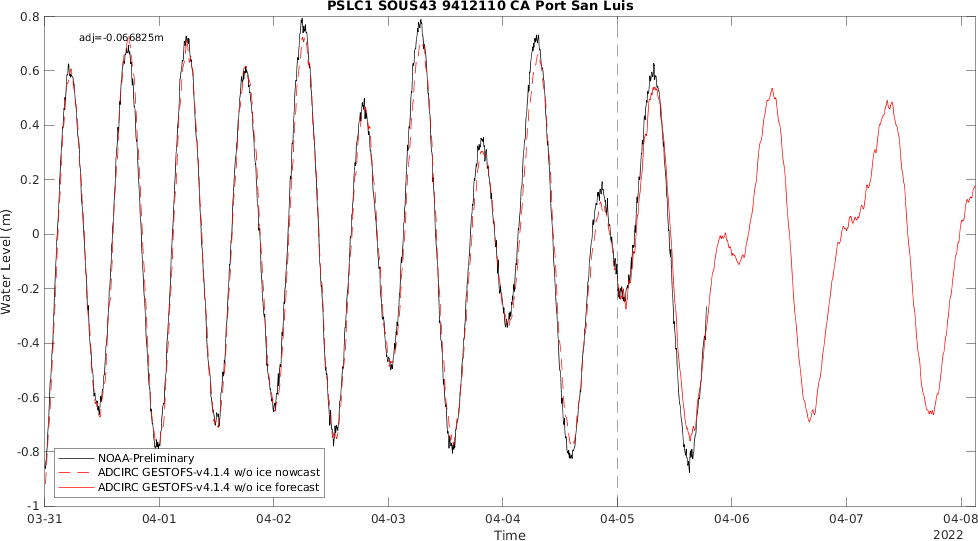 PSLC1 SOUS43 9412110 CA Port San Luis
adj=-0.066825m
0.8
0.6
0.4
0.2
0
-0.2
-0.4
-0.6
-0.8
-1
Water Level (m)
NOAA-Preliminary
ADCIRC GESTOFS-v4.1.4 w/o ice nowcast
ADCIRC GESTOFS-v4.1.4 w/o ice forecast
03-31 04-01 04-02 04-03 04-04 04-05 04-06 04-07 04-08
Time
2022